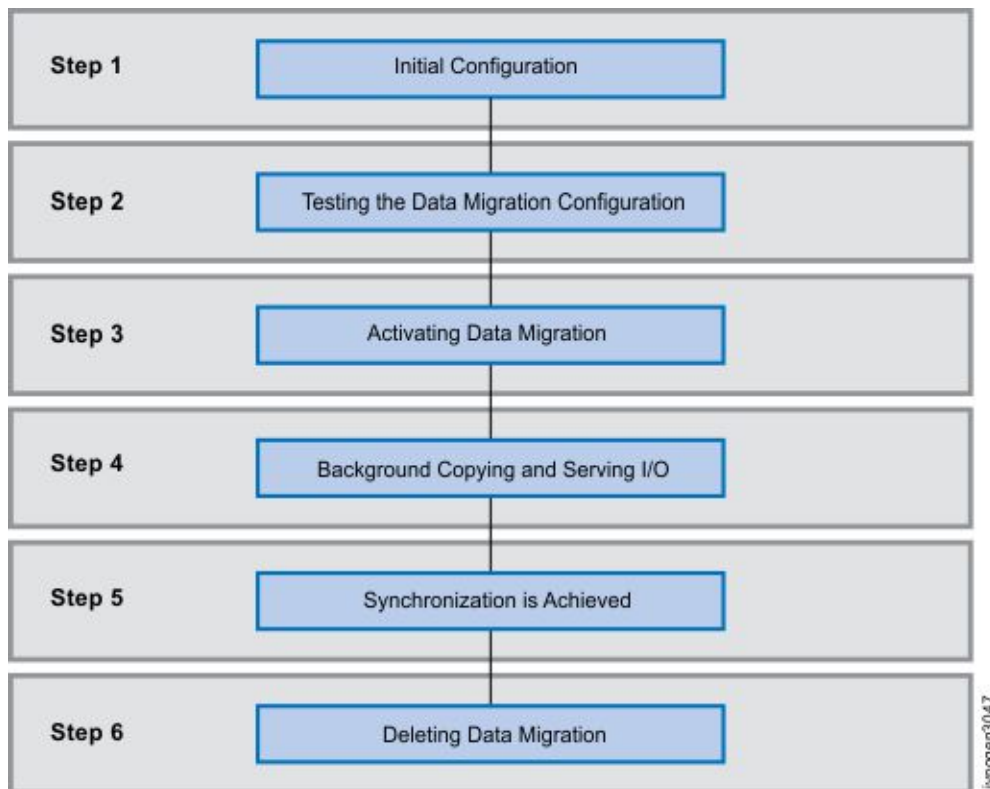 Step 1
Initial Configuration
Step 2
Testing the Data Migration Configuration
Step 3
Activating Data Migration
Step 4
Background Copying and Serving I/O
Step 5
Synchronization is Achieved
Step 6
Deleting Data Migration